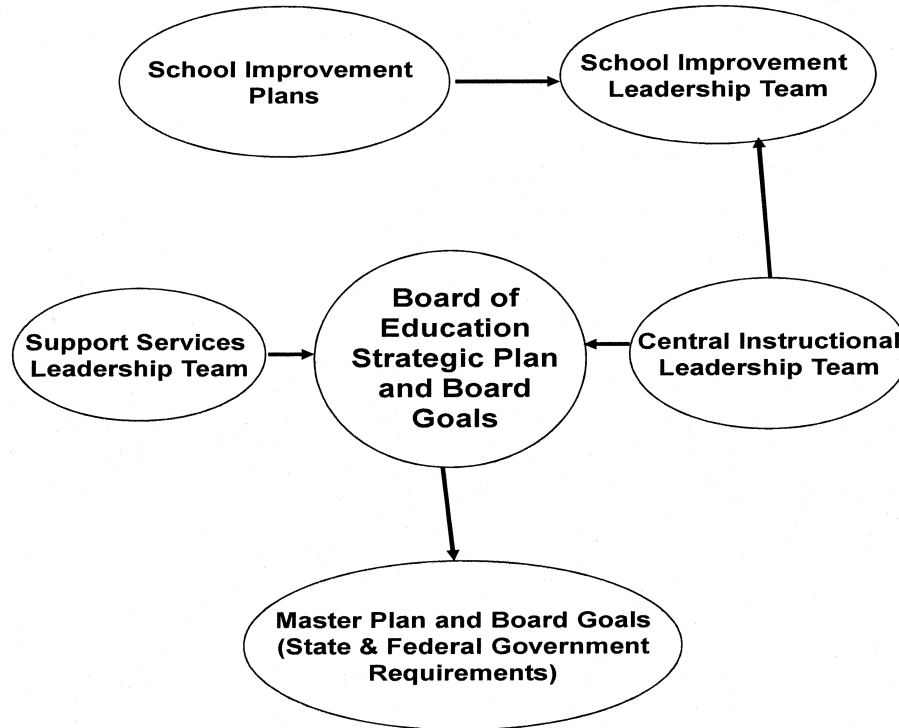 School Improvement
Plans
School Improvement
Leadership Team
Board of
Education
Strategic Plan
and Board
Goals
Support Services
Leadership Team
Central Instructional
Leadership Team
Master Plan and Board Goals
(State & Federal Government
Requirements)